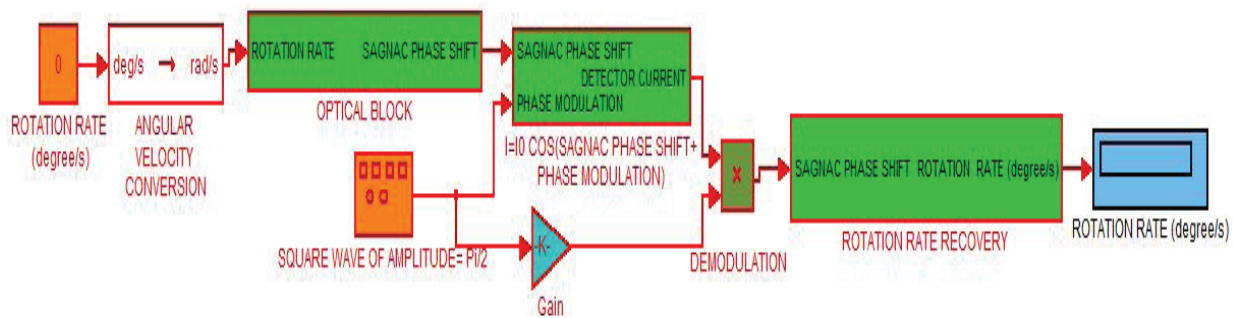 0
ROTATION RATE
(degree/s)
deg/s → rad/s
ANGULAR
VELOCITY
CONVERSION
ROTATION RATE SAGNAC PHASE SHIFT
OPTICAL BLOCK
SAGNAC PHASE SHIFT
DETECTOR CURRENT
PHASE MODULATION
I=I0 COS(SAGNAC PHASE SHIFT+
PHASE MODULATION)
SQUARE WAVE OF AMPLITUDE= Pi/2
-K-
Gain
×
DEMODULATION
SAGNAC PHASE SHIFT ROTATION RATE (degree/s)
ROTATION RATE RECOVERY
ROTATION RATE (degree/s)